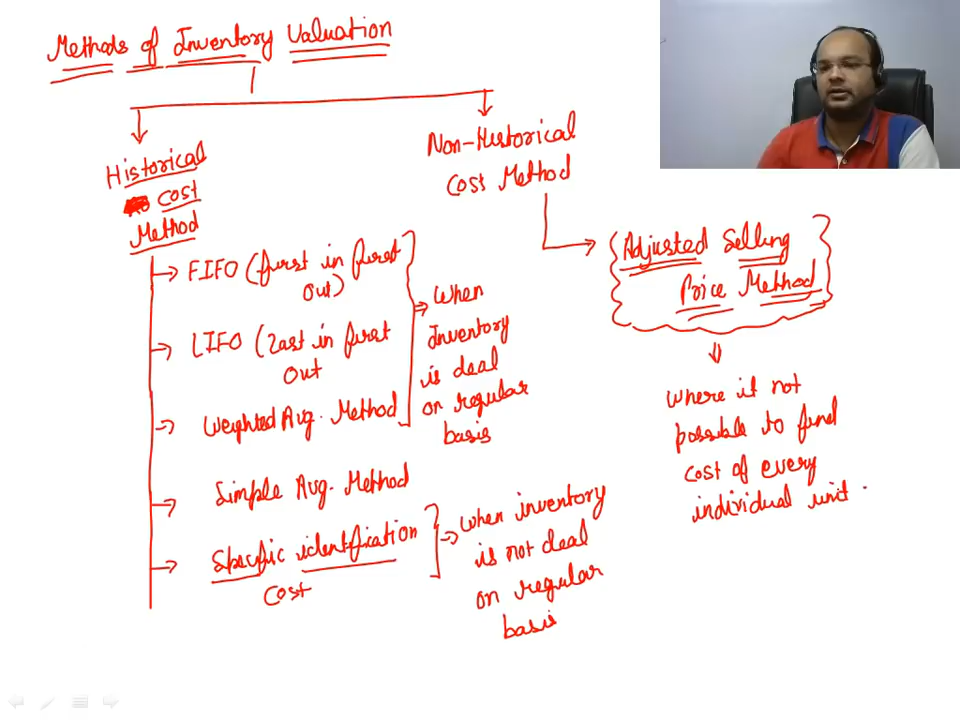 Methods of Inventory Valuation
Historical
Cost
Method
FIFO (first in first
Out)
LIFO (Last in first
Out
Weighted Avg. Method
When
Inventory
is deal
on regular
basis
Simple Avg. Method
Specific identification
Cost
When inventory
is not deal
on regular
basis
Non-Historical
Cost Method
Adjusted Selling
Price Method
Where it not
possible to find
cost of every
individual unit.